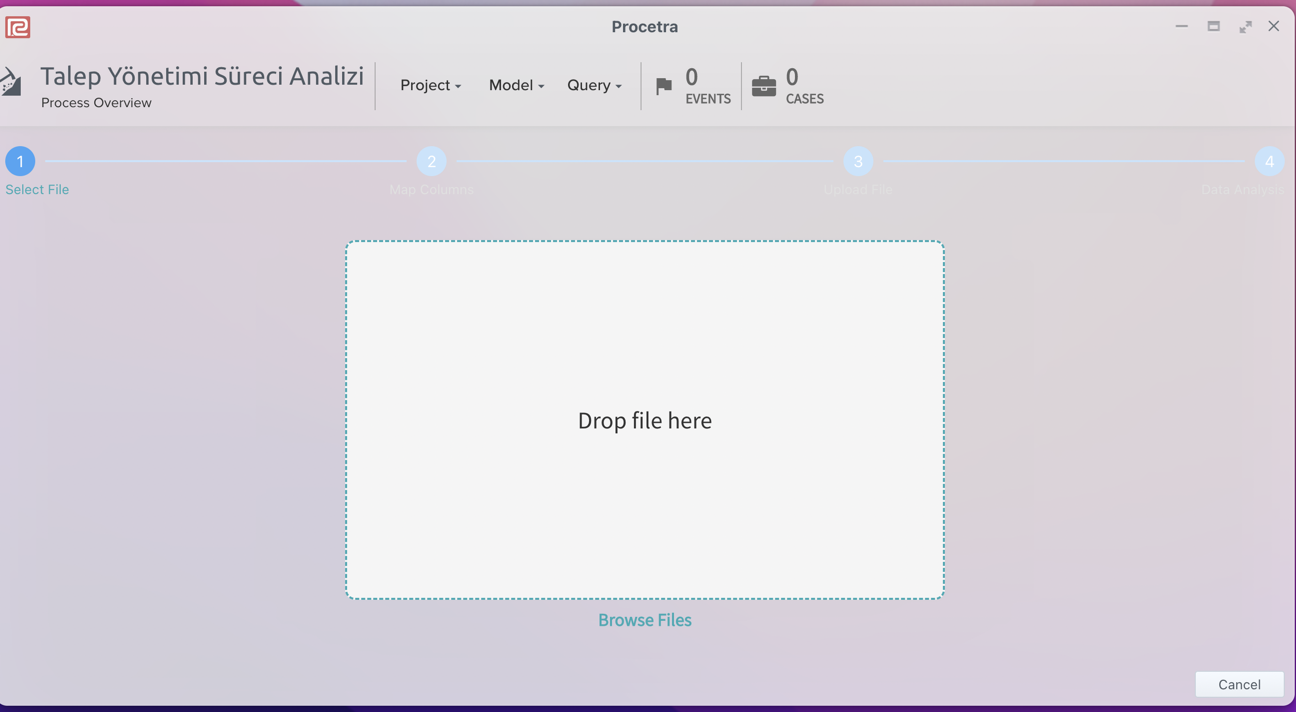 Procetra
Talep Yönetimi Süreci Analizi
Process Overview
Project
Model
Query
0
EVENTS
0
CASES
1
2
3
4
Select File
Map Columns
Upload File
Data Analysis
Drop file here
Browse Files
Cancel